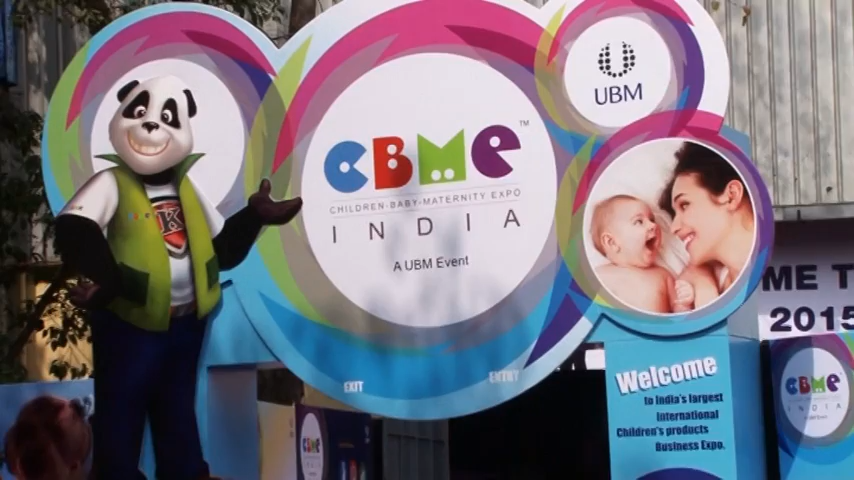 UBM
CBME™
CHILDREN-BABY-MATERNITY EXPO
INDIA
A UBM Event
K
ME T
2015
EXIT
ENTRY
Welcome
to India's largest
International
Children's products
Business Expo.
CBME
INDIA
CBME